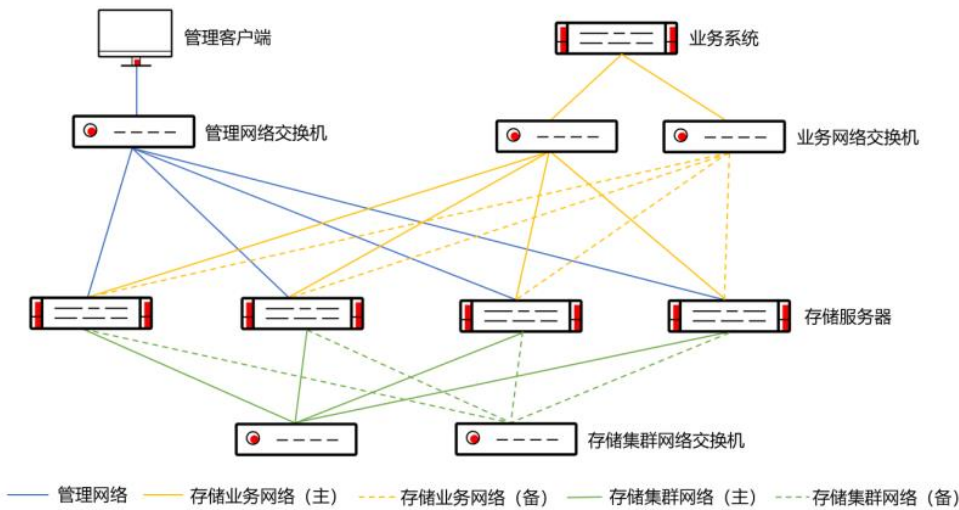 管理客户端
业务系统
管理网络交换机
业务网络交换机
存储服务器
存储集群网络交换机
管理网络
存储业务网络（主）
存储业务网络（备）
存储集群网络（主）
存储集群网络（备）